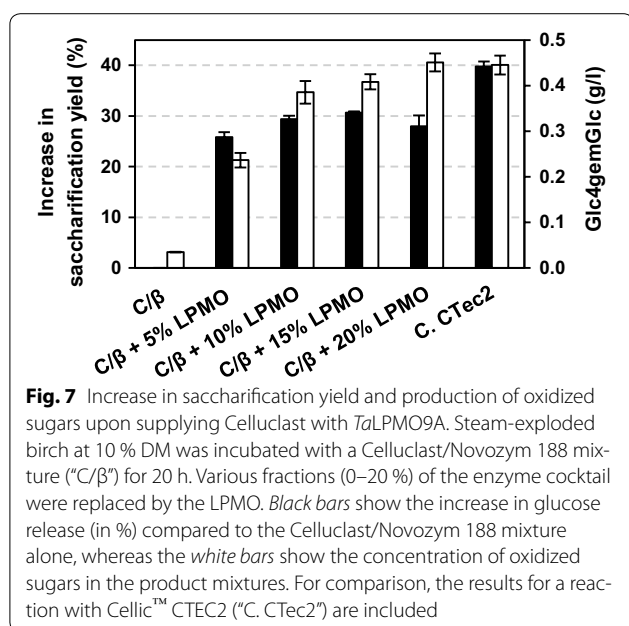 Increase in
saccharification yield (%)
40
30
20
10
0
0.5
0.4
0.3
0.2
0.1
0.0
Glc4gemGlc (g/l)
C/β
C/β + 5% LPMO
C/β + 10% LPMO
C/β + 15% LPMO
C/β + 20% LPMO
C. CTec2
Fig. 7 Increase in saccharification yield and production of oxidized
sugars upon supplying Celluclast with TaLPMO9A. Steam-exploded
birch at 10 % DM was incubated with a Celluclast/Novozym 188 mix-
ture (“C/β”) for 20 h. Various fractions (0–20 %) of the enzyme cocktail
were replaced by the LPMO. Black bars show the increase in glucose
release (in %) compared to the Celluclast/Novozym 188 mixture
alone, whereas the white bars show the concentration of oxidized
sugars in the product mixtures. For comparison, the results for a reac-
tion with Cellic™ CTEC2 (“C. CTec2”) are included